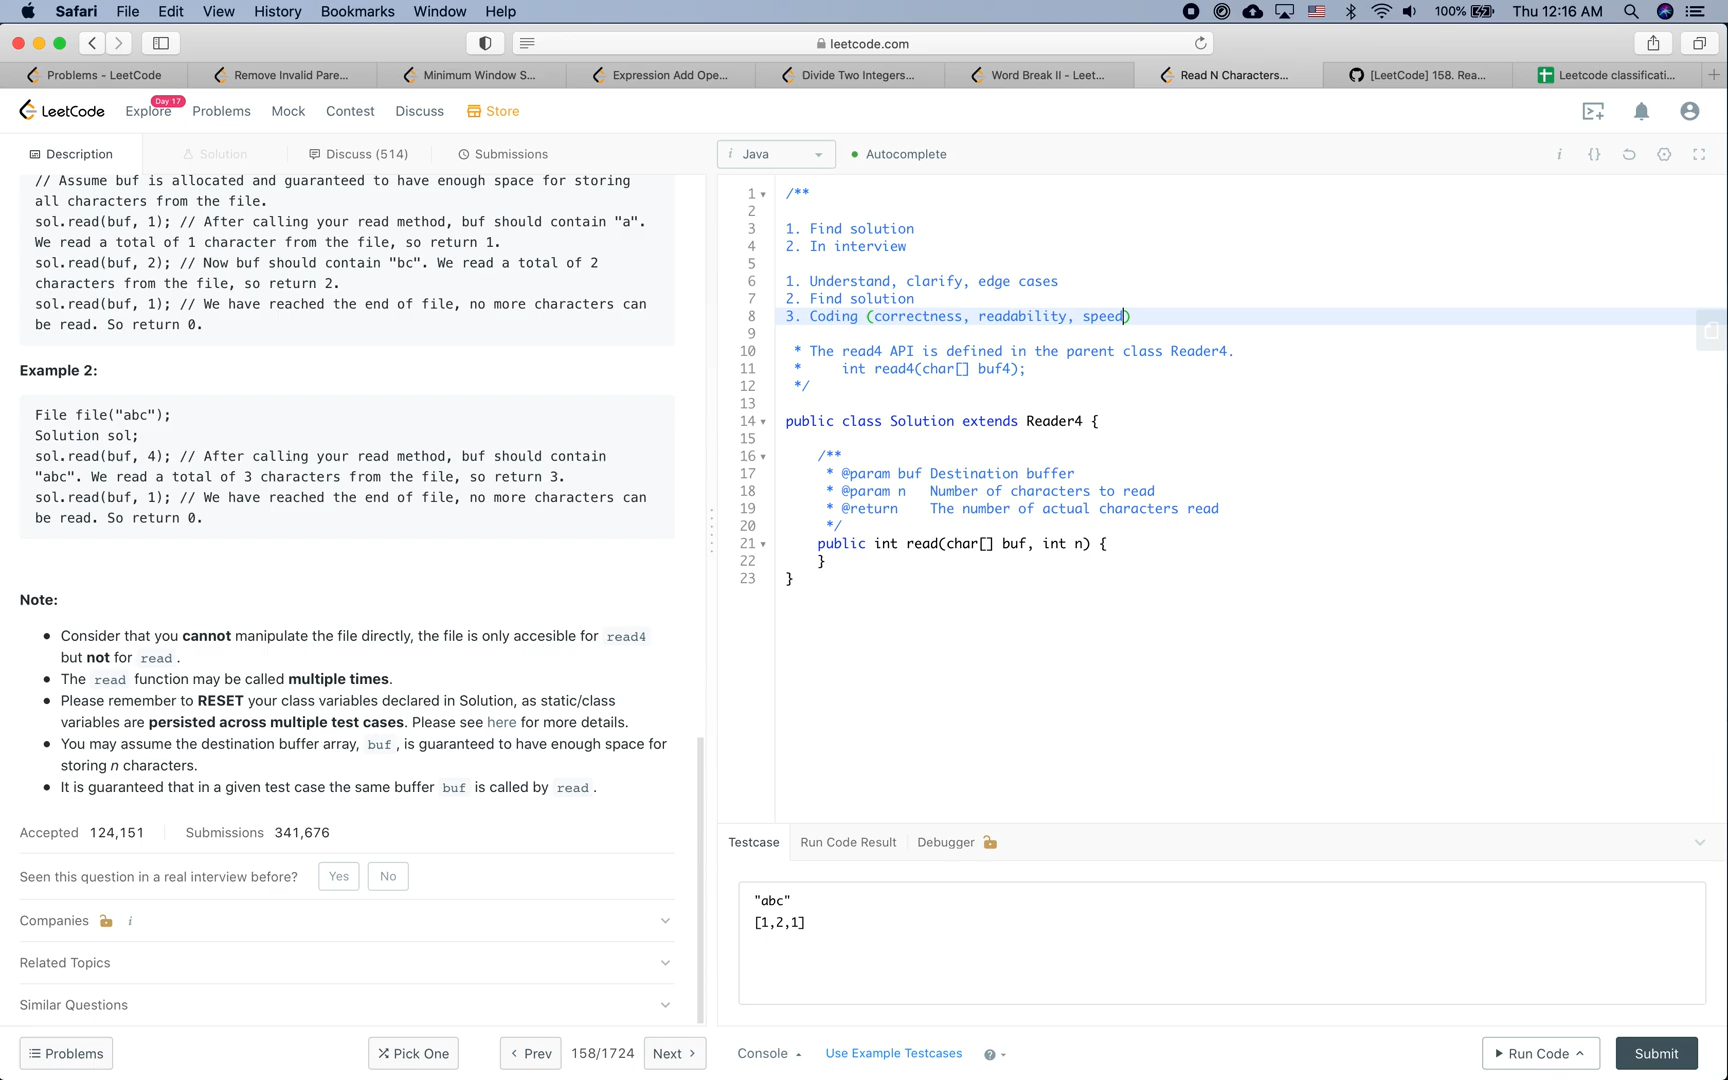 Safari File Edit View History Bookmarks Window Help 100% Thu 12:16 AM
leetcode.com
Problems - LeetCode
Remove Invalid Pare...
Minimum Window S...
Expression Add Ope...
Divide Two Integers...
Word Break II - Leet...
Read N Characters...
[LeetCode] 158. Rea...
Leetcode classificati...
LeetCode Explore Day 17 Problems Mock Contest Discuss Store
Description Solution Discuss (514) Submissions
// Assume buf is allocated and guaranteed to have enough space for storing
all characters from the file.
sol.read(buf, 1); // After calling your read method, buf should contain "a".
We read a total of 1 character from the file, so return 1.
sol.read(buf, 2); // Now buf should contain "bc". We read a total of 2
characters from the file, so return 2.
sol.read(buf, 1); // We have reached the end of file, no more characters can
be read. So return 0.
Example 2:
File file("abc");
Solution sol;
sol.read(buf, 4); // After calling your read method, buf should contain
"abc". We read a total of 3 characters from the file, so return 3.
sol.read(buf, 1); // We have reached the end of file, no more characters can
be read. So return 0.
Note:
• Consider that you cannot manipulate the file directly, the file is only accesible for read4
but not for read .
• The read function may be called multiple times.
• Please remember to RESET your class variables declared in Solution, as static/class
variables are persisted across multiple test cases. Please see here for more details.
• You may assume the destination buffer array, buf , is guaranteed to have enough space for
storing n characters.
• It is guaranteed that in a given test case the same buffer buf is called by read .
Accepted 124,151 Submissions 341,676
Seen this question in a real interview before? Yes No
Companies i
Related Topics
Similar Questions
Problems Pick One < Prev 158/1724 Next >
i Java • Autocomplete i {}
1 /**
2
3 1. Find solution
4 2. In interview
5
6 1. Understand, clarify, edge cases
7 2. Find solution
8 3. Coding (correctness, readability, speed)
9
10 * The read4 API is defined in the parent class Reader4.
11 * int read4(char[] buf4);
12 */
13
14 public class Solution extends Reader4 {
15
16 /**
17 * @param buf Destination buffer
18 * @param n Number of characters to read
19 * @return The number of actual characters read
20 */
21 public int read(char[] buf, int n) {
22 }
23 }
Testcase Run Code Result Debugger
"abc"
[1,2,1]
Console Use Example Testcases ? Run Code Submit